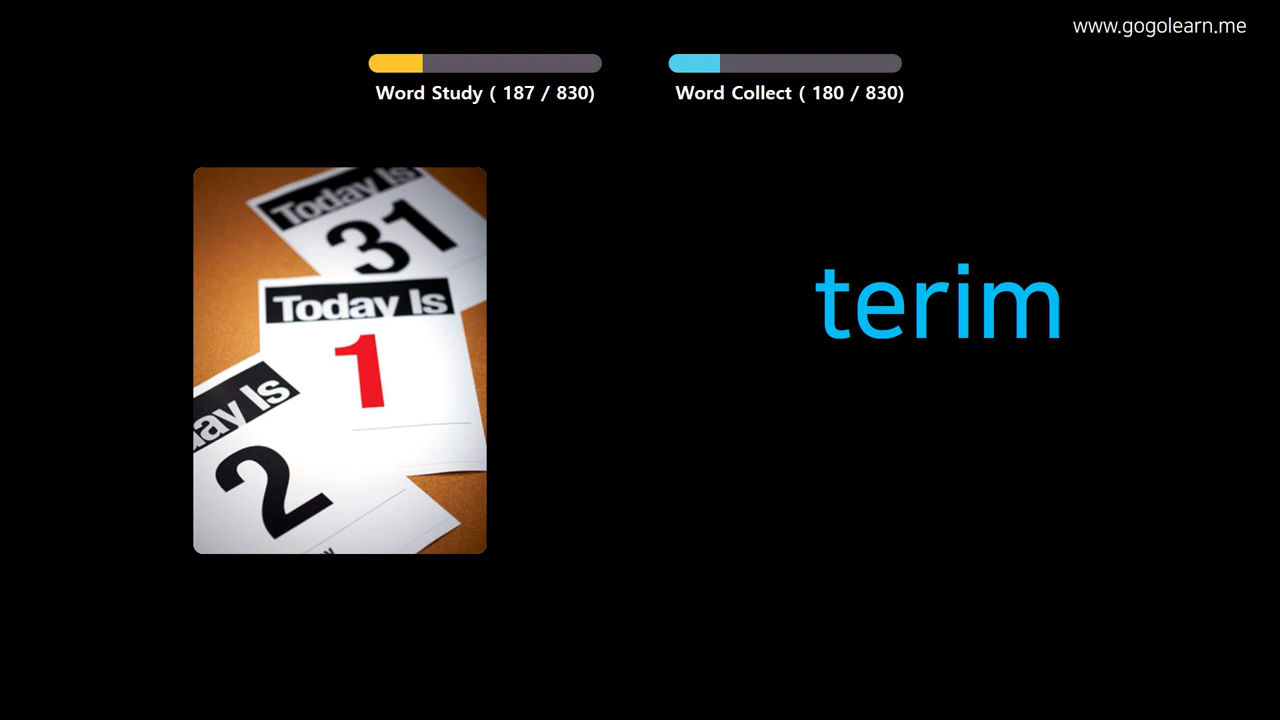 www.gogolearn.me
Word Study ( 187 / 830)
Word Collect ( 180 / 830)
Today Is
31
Today Is
1
day Is
2
terim